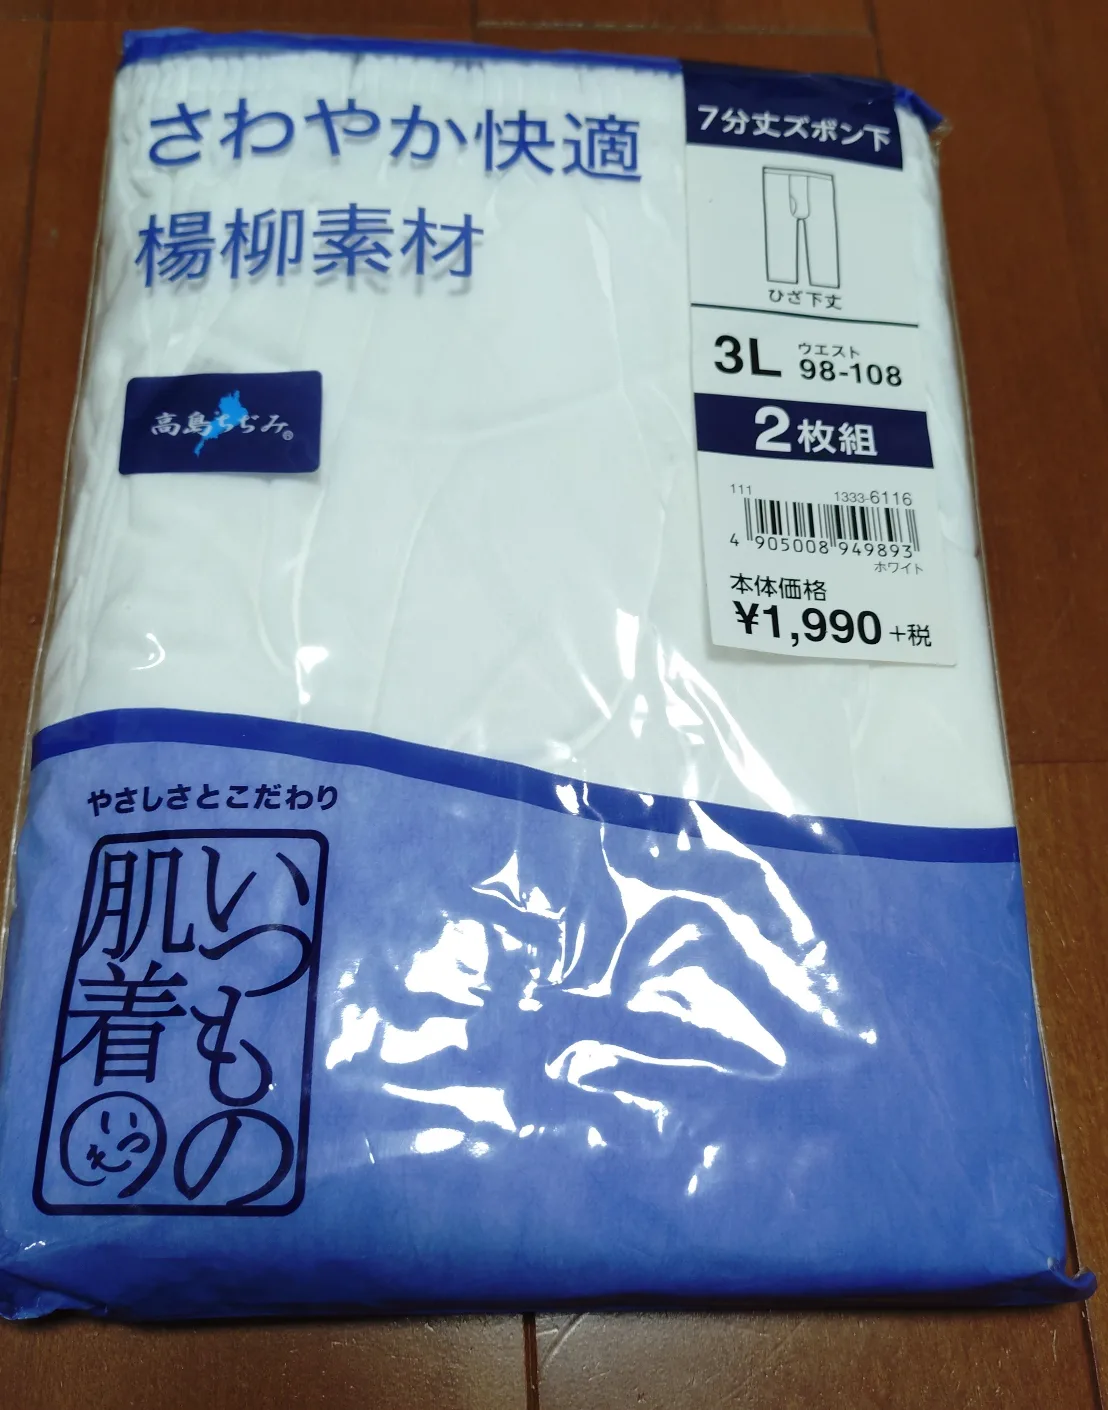 さわやか快適
楊柳素材
高島ちぢみ®
7分丈ズボン下
ひざ下丈
3L ウエスト 98-108
2枚組
111 1333-6116
4 905008 949893
ホワイト
本体価格
¥1,990+税
やさしさとこだわり
いつもの
肌着